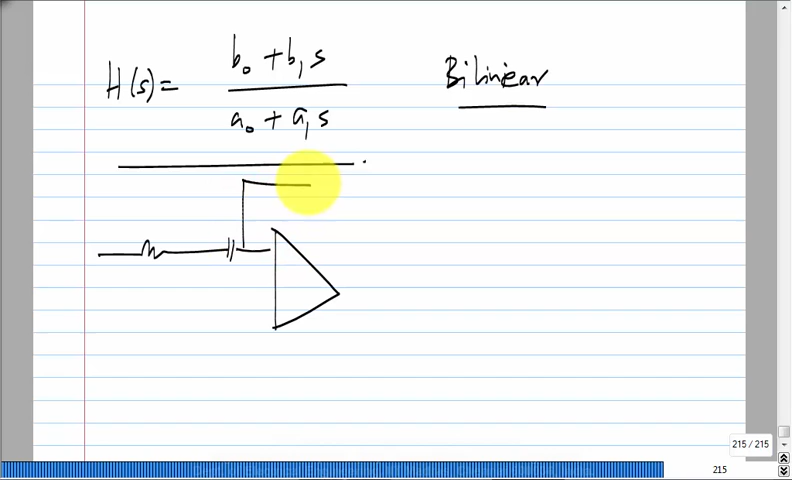 H(s) = b₀ + b₁s / a₀ + a₁s
Bilinear
215 / 215
215